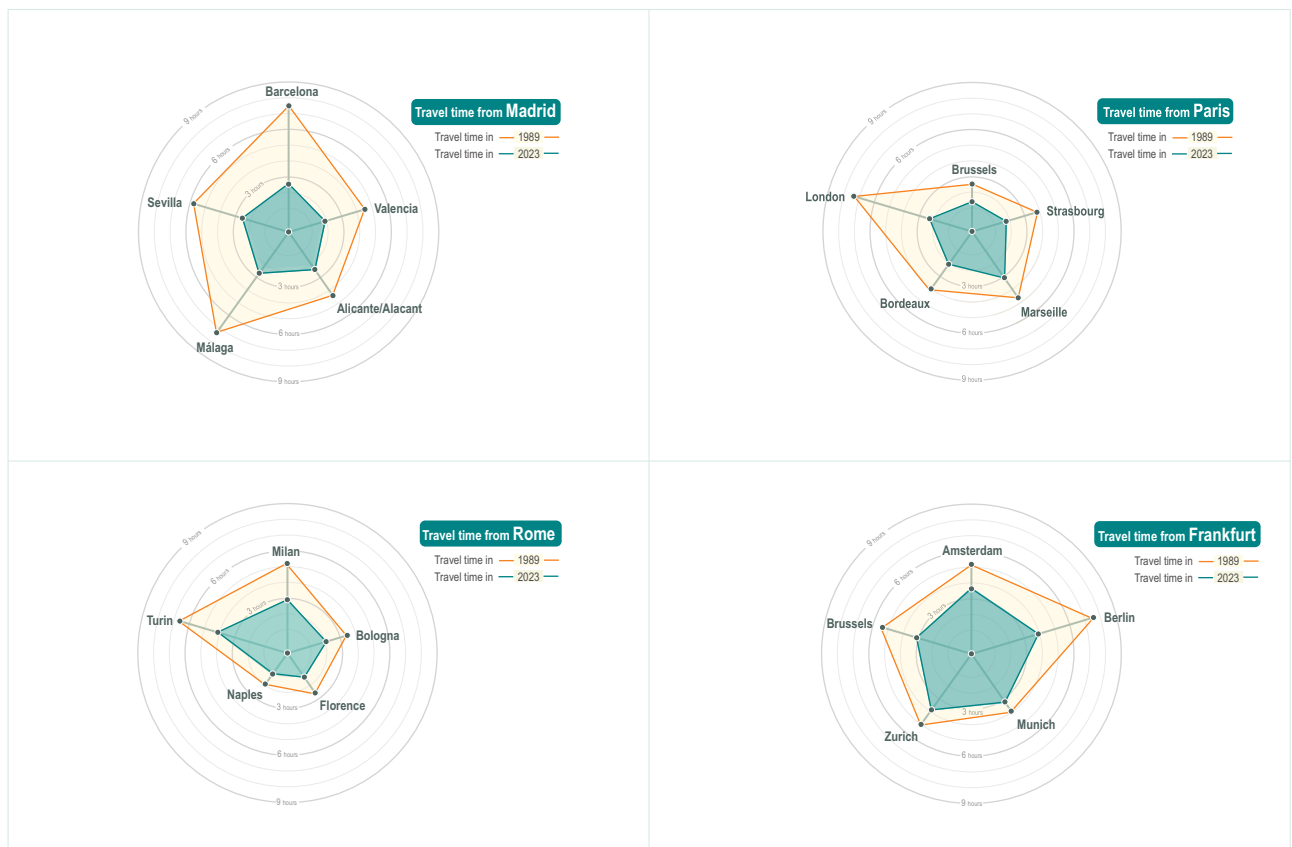 Travel time from Madrid
Travel time in 1989
Travel time in 2023
Barcelona
Valencia
Alicante/Alacant
Málaga
Sevilla
9 hours
6 hours
3 hours
3 hours
6 hours
9 hours
Travel time from Paris
Travel time in 1989
Travel time in 2023
Brussels
Strasbourg
Marseille
Bordeaux
London
9 hours
6 hours
3 hours
6 hours
9 hours
Travel time from Rome
Travel time in 1989
Travel time in 2023
Milan
Bologna
Florence
Naples
Turin
9 hours
6 hours
3 hours
3 hours
6 hours
9 hours
Travel time from Frankfurt
Travel time in 1989
Travel time in 2023
Amsterdam
Berlin
Munich
Zurich
Brussels
9 hours
6 hours
3 hours
3 hours
6 hours
9 hours